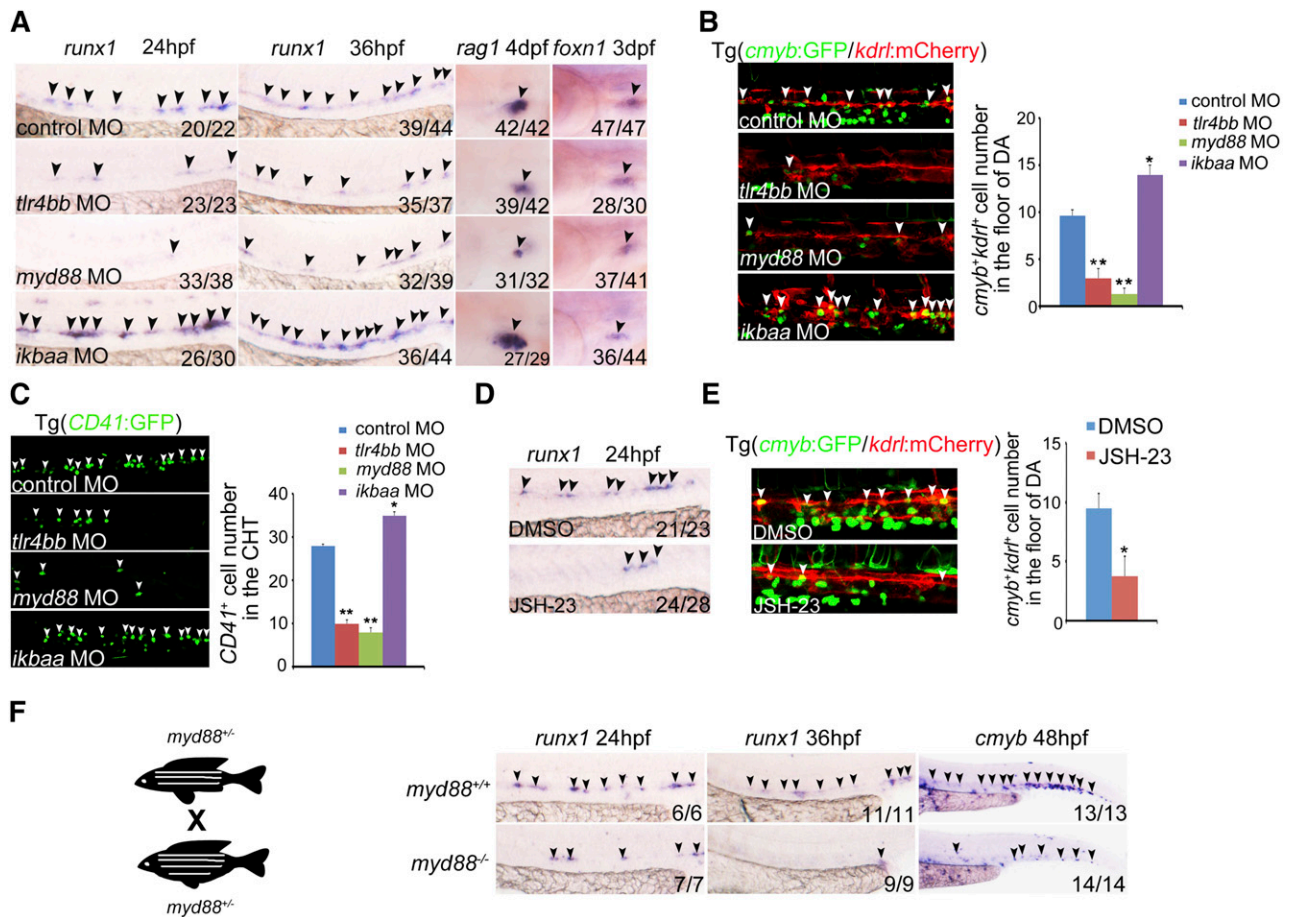 A
runx1 24hpf
runx1 36hpf
rag1 4dpf
foxn1 3dpf
control MO
20/22
39/44
42/42
47/47
tlr4bb MO
23/23
35/37
39/42
28/30
myd88 MO
33/38
32/39
31/32
37/41
ikbaa MO
26/30
36/44
27/29
36/44
B
Tg(cmyb:GFP/kdrl:mCherry)
control MO
tlr4bb MO
myd88 MO
ikbaa MO
cmyb+kdrl+ cell number
in the floor of DA
20
15
10
5
0
**
**
*
control MO
tlr4bb MO
myd88 MO
ikbaa MO
C
Tg(CD41:GFP)
control MO
tlr4bb MO
myd88 MO
ikbaa MO
control MO
tlr4bb MO
myd88 MO
ikbaa MO
CD41+ cell number
in the CHT
40
30
20
10
0
**
**
*
D
runx1 24hpf
DMSO
21/23
JSH-23
24/28
E
Tg(cmyb:GFP/kdrl:mCherry)
DMSO
JSH-23
cmyb+kdrl+ cell number
in the floor of DA
15
10
5
0
*
DMSO
JSH-23
F
myd88+/-
X
myd88+/-
runx1 24hpf
runx1 36hpf
cmyb 48hpf
myd88+/+
6/6
11/11
13/13
myd88-/-
7/7
9/9
14/14